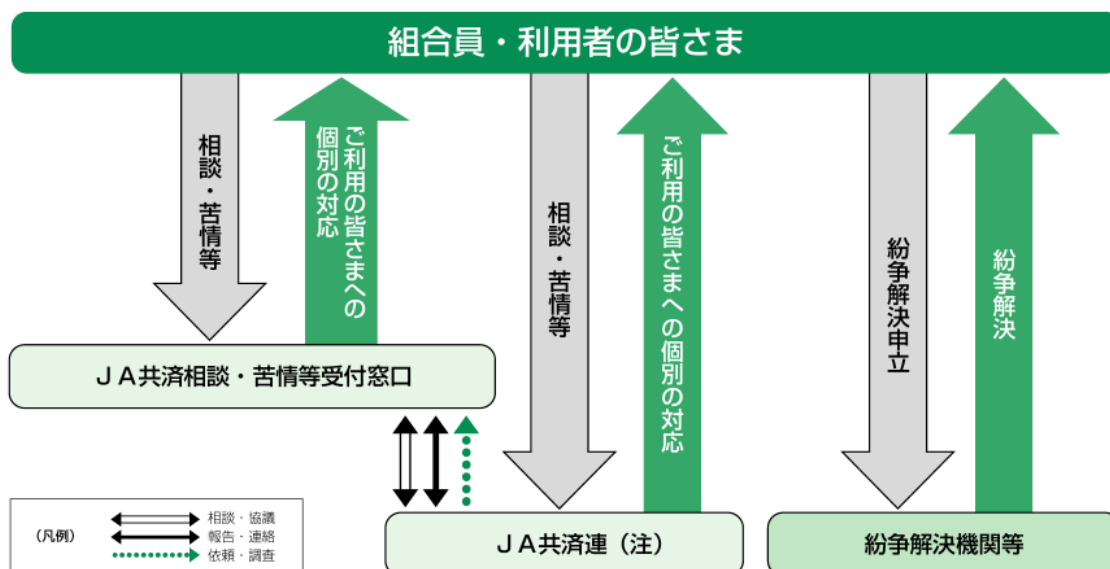 組合員・利用者の皆さま
相談・苦情等
ご利用の皆さまへの
個別の対応
相談・苦情等
ご利用の皆さまへの個別の対応
紛争解決申立
紛争解決
ＪＡ共済相談・苦情等受付窓口
（凡例）
相談・協議
報告・連絡
依頼・調査
ＪＡ共済連（注）
紛争解決機関等